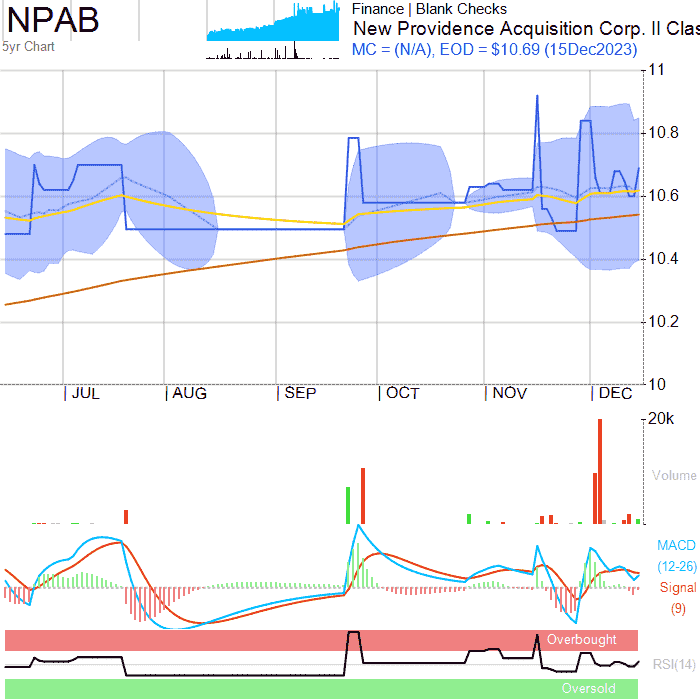 NPAB
5yr Chart
Finance | Blank Checks
New Providence Acquisition Corp. II Clas
MC = (N/A), EOD = $10.69 (15Dec2023)
11
10.8
10.6
10.4
10.2
10
JUL AUG SEP OCT NOV DEC
20k
Volume
MACD
(12-26)
Signal
(9)
Overbought
RSI(14)
Oversold